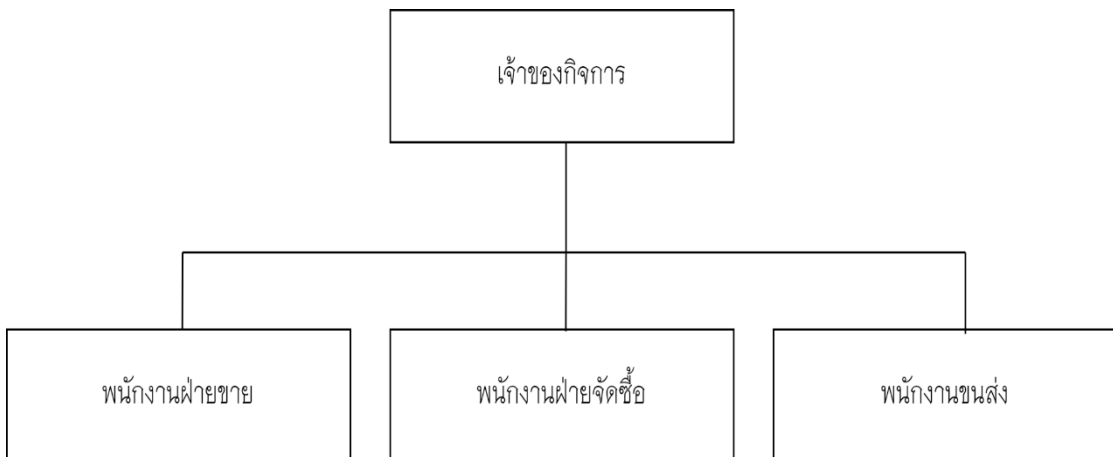 เจ้าของกิจการ
พนักงานฝ่ายขาย
พนักงานฝ่ายจัดซื้อ
พนักงานขนส่ง